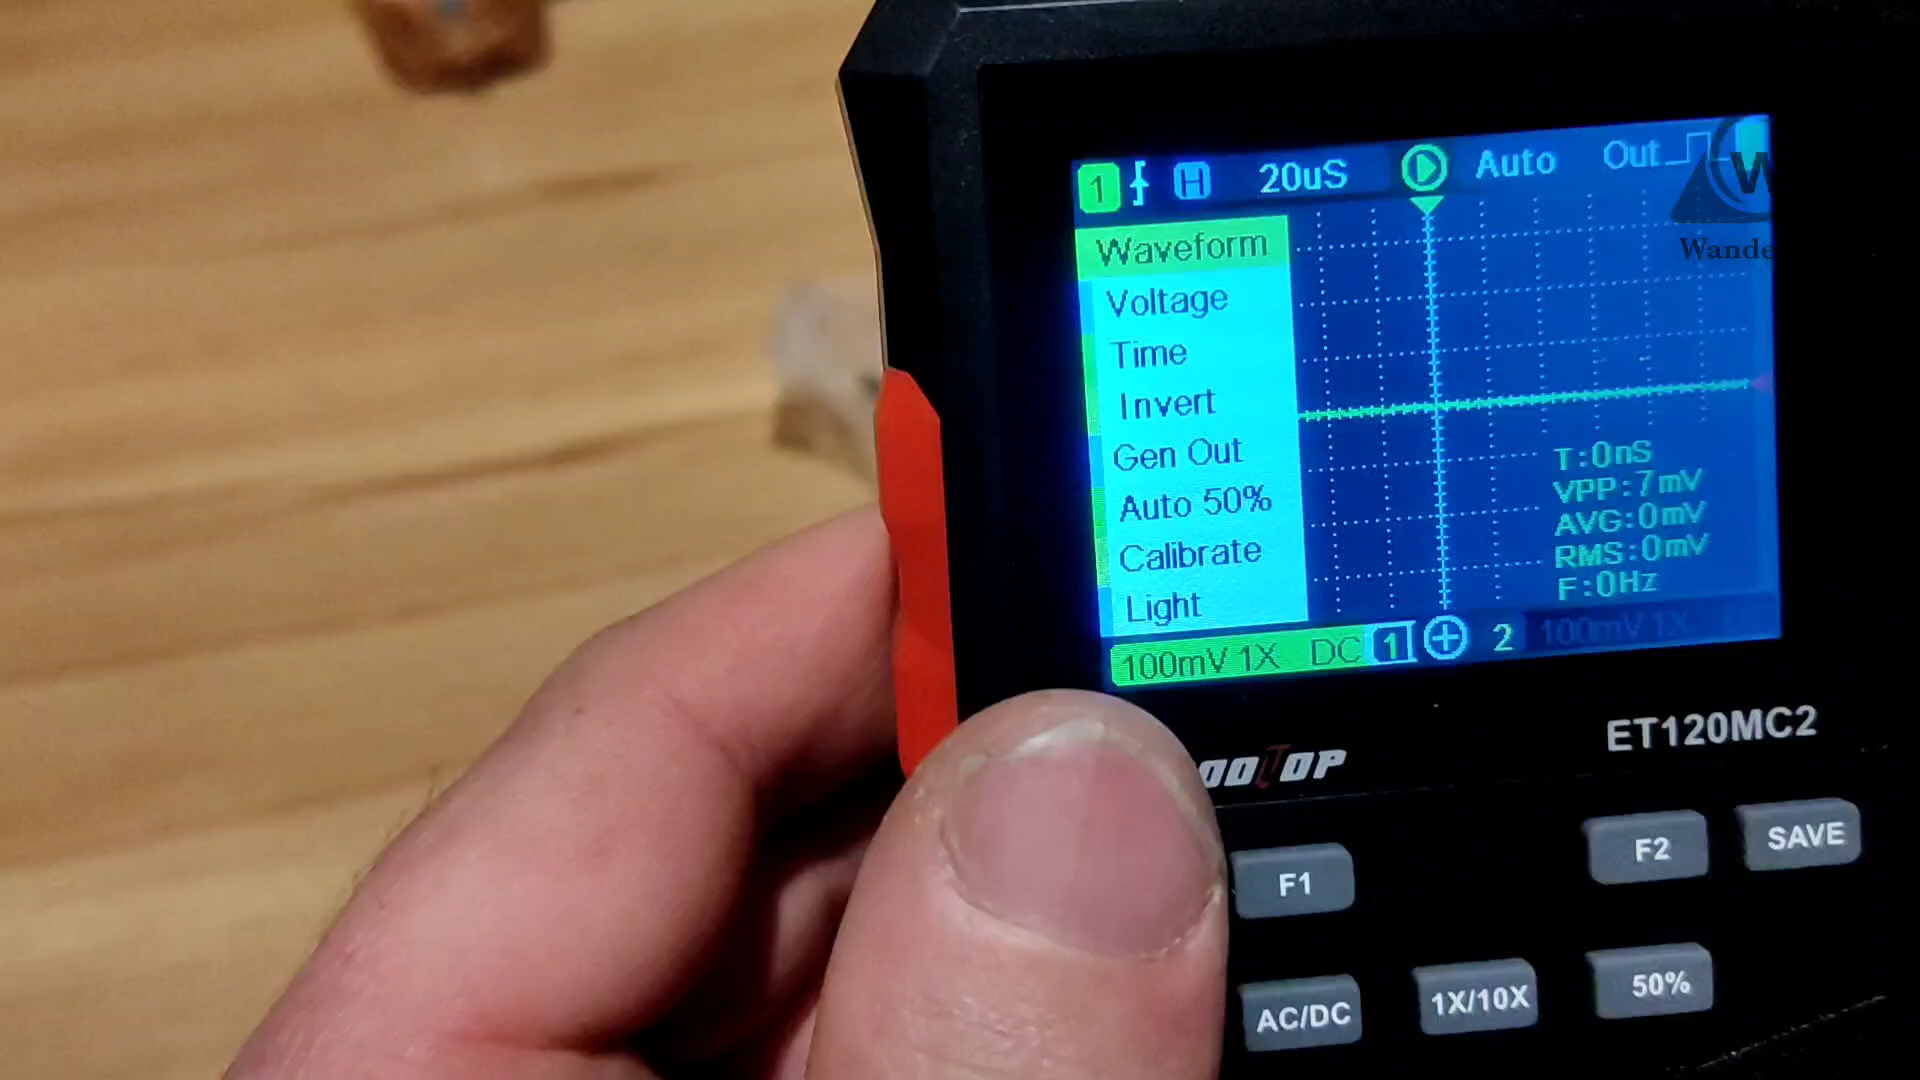 1 H 20uS Auto Out
Wande
Waveform
Voltage
Time
Invert
Gen Out
Auto 50%
Calibrate
Light
T:0nS
VPP:7mV
AVG:0mV
RMS:0mV
F:0Hz
100mV 1X DC 1 2 100mV 1X
ET120MC2
F1
F2
SAVE
AC/DC
1X/10X
50%